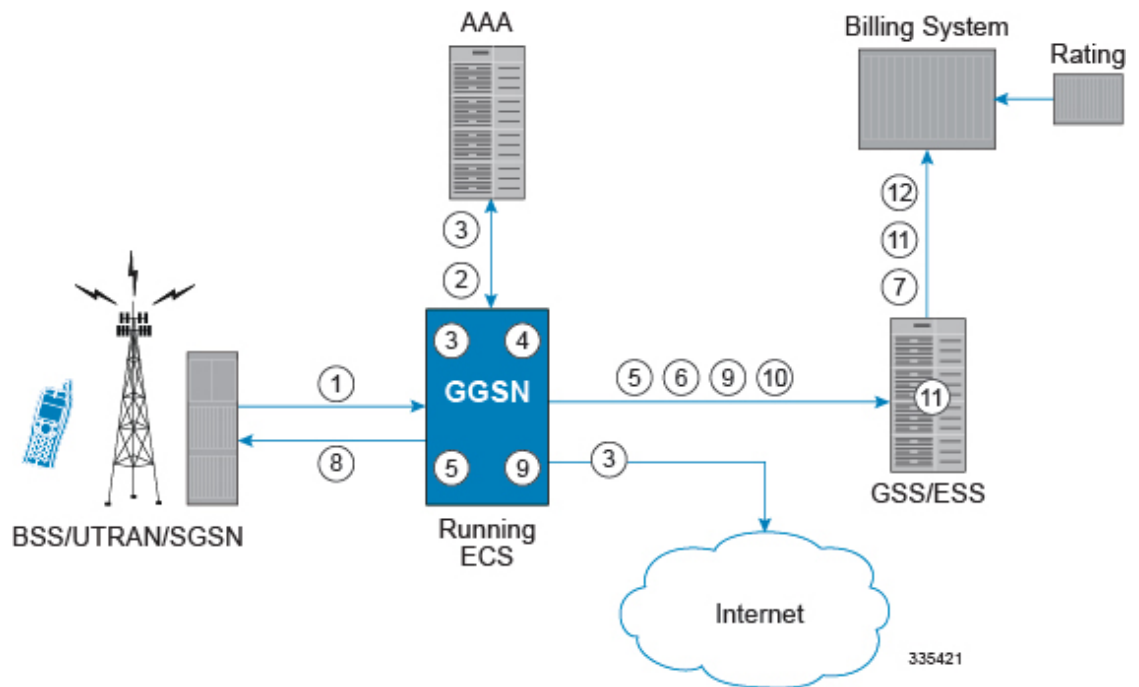 AAA
Billing System
Rating
3
2
12
11
7
3
4
GGSN
5
9
1
8
5
6
9
10
3
11
BSS/UTRAN/SGSN
Running
ECS
GSS/ESS
Internet
335421